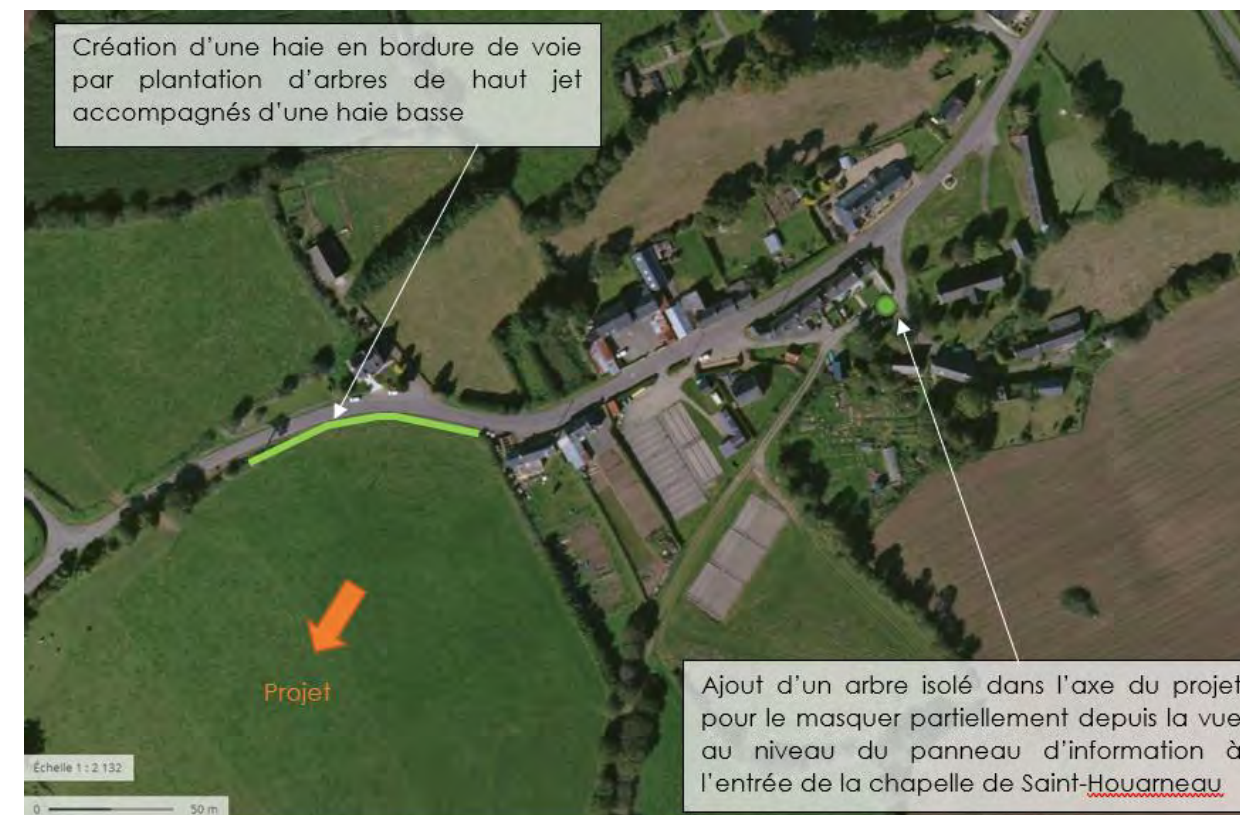 Création d'une haie en bordure de voie
par plantation d'arbres de haut jet
accompagnés d'une haie basse
Projet
Ajout d'un arbre isolé dans l'axe du projet
pour le masquer partiellement depuis la vue
au niveau du panneau d'information à
l'entrée de la chapelle de Saint-Houarneau
Échelle 1 : 2 132
0 50 m